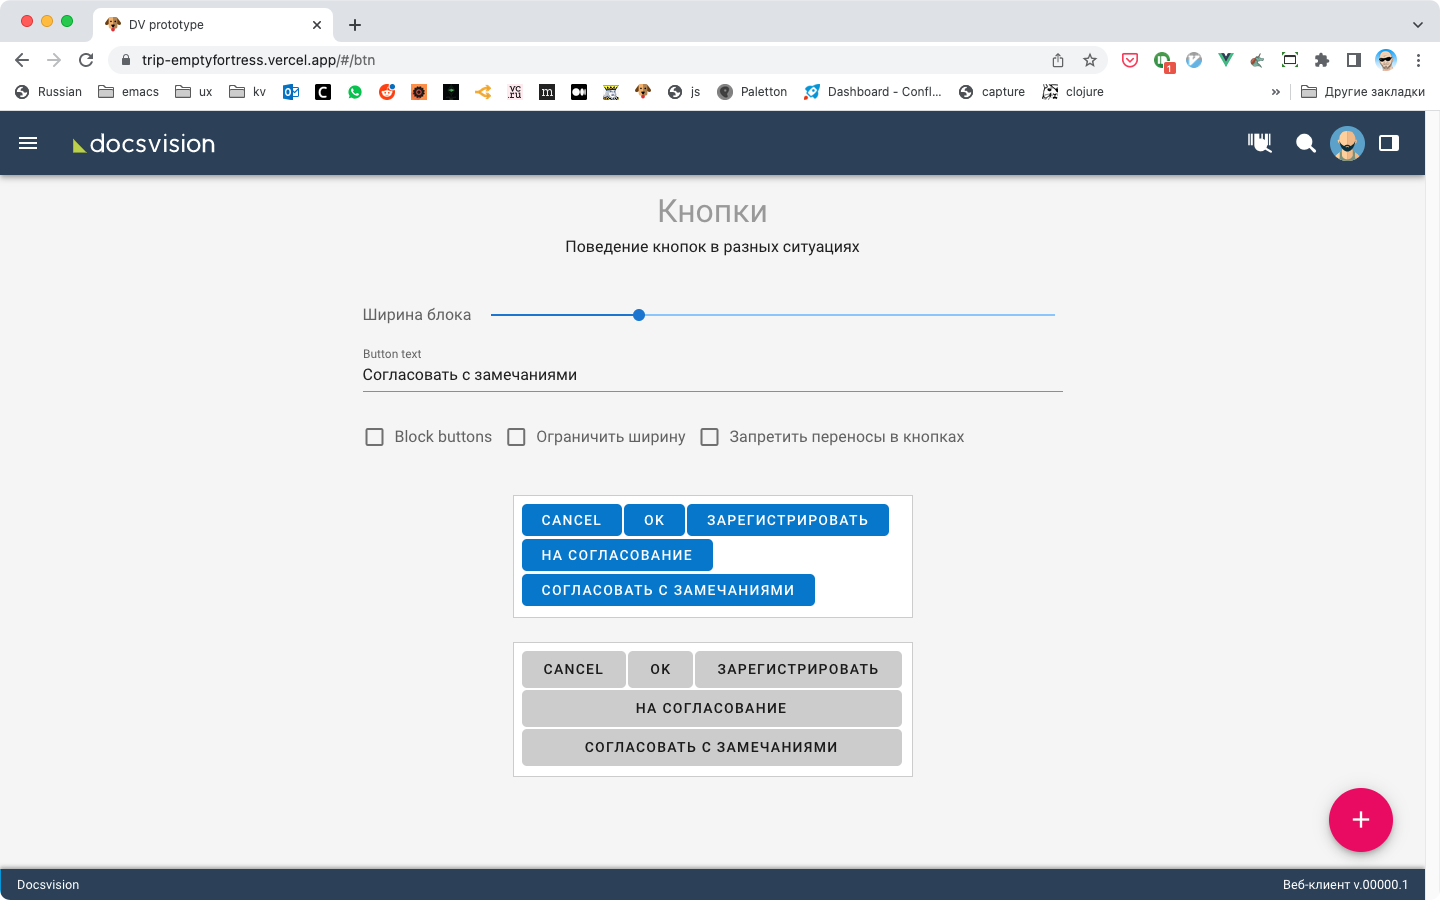 DV prototype
trip-emptyfortress.vercel.app/#/btn
1
Russian emacs ux kv vc.ru m js Paletton Dashboard - Confl... capture clojure » Другие закладки
docsvision
Кнопки
Поведение кнопок в разных ситуациях
Ширина блока
Button text
Согласовать с замечаниями
Block buttons Ограничить ширину Запретить переносы в кнопках
CANCEL OK ЗАРЕГИСТРИРОВАТЬ
НА СОГЛАСОВАНИЕ
СОГЛАСОВАТЬ С ЗАМЕЧАНИЯМИ
CANCEL OK ЗАРЕГИСТРИРОВАТЬ
НА СОГЛАСОВАНИЕ
СОГЛАСОВАТЬ С ЗАМЕЧАНИЯМИ
Docsvision Веб-клиент v.00000.1